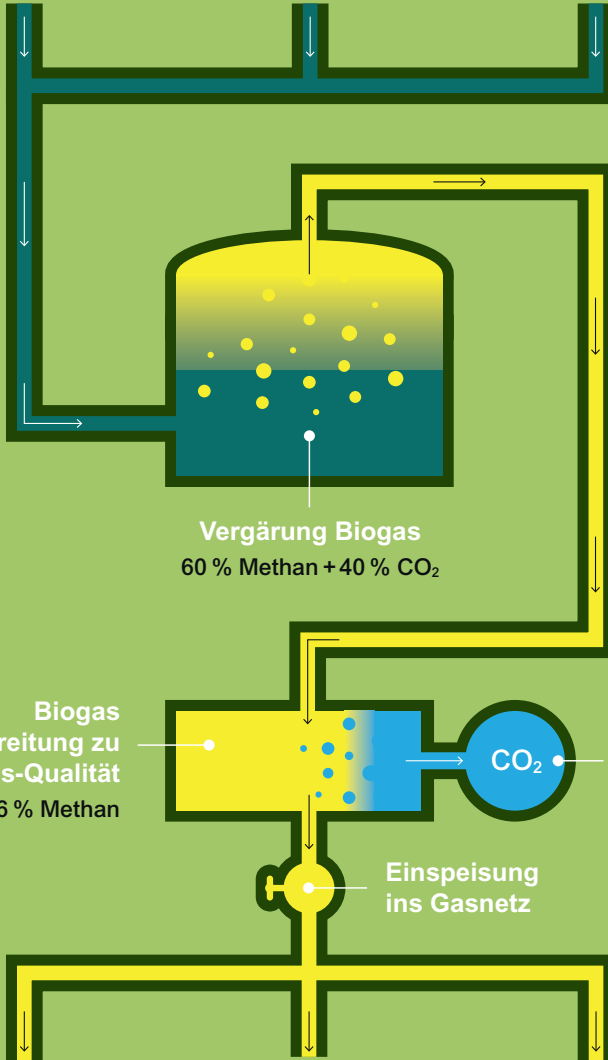 Vergärung Biogas
60 % Methan + 40 % CO₂
Biogas
reitung zu
s-Qualität
6 % Methan
CO₂
Einspeisung
ins Gasnetz